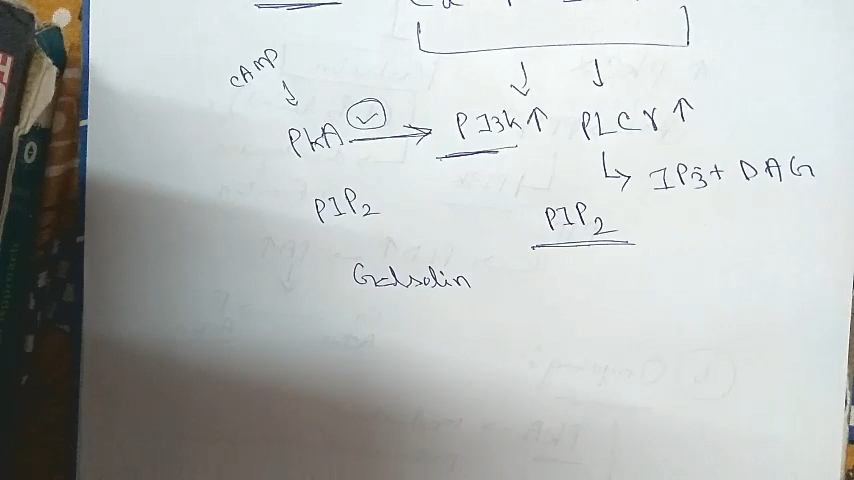 cAMP
↓ ↓ ↓
PkA → PI3k↑ PLCγ↑
↳ IP3 + DAG
PIP2
PIP2
Gelsolin